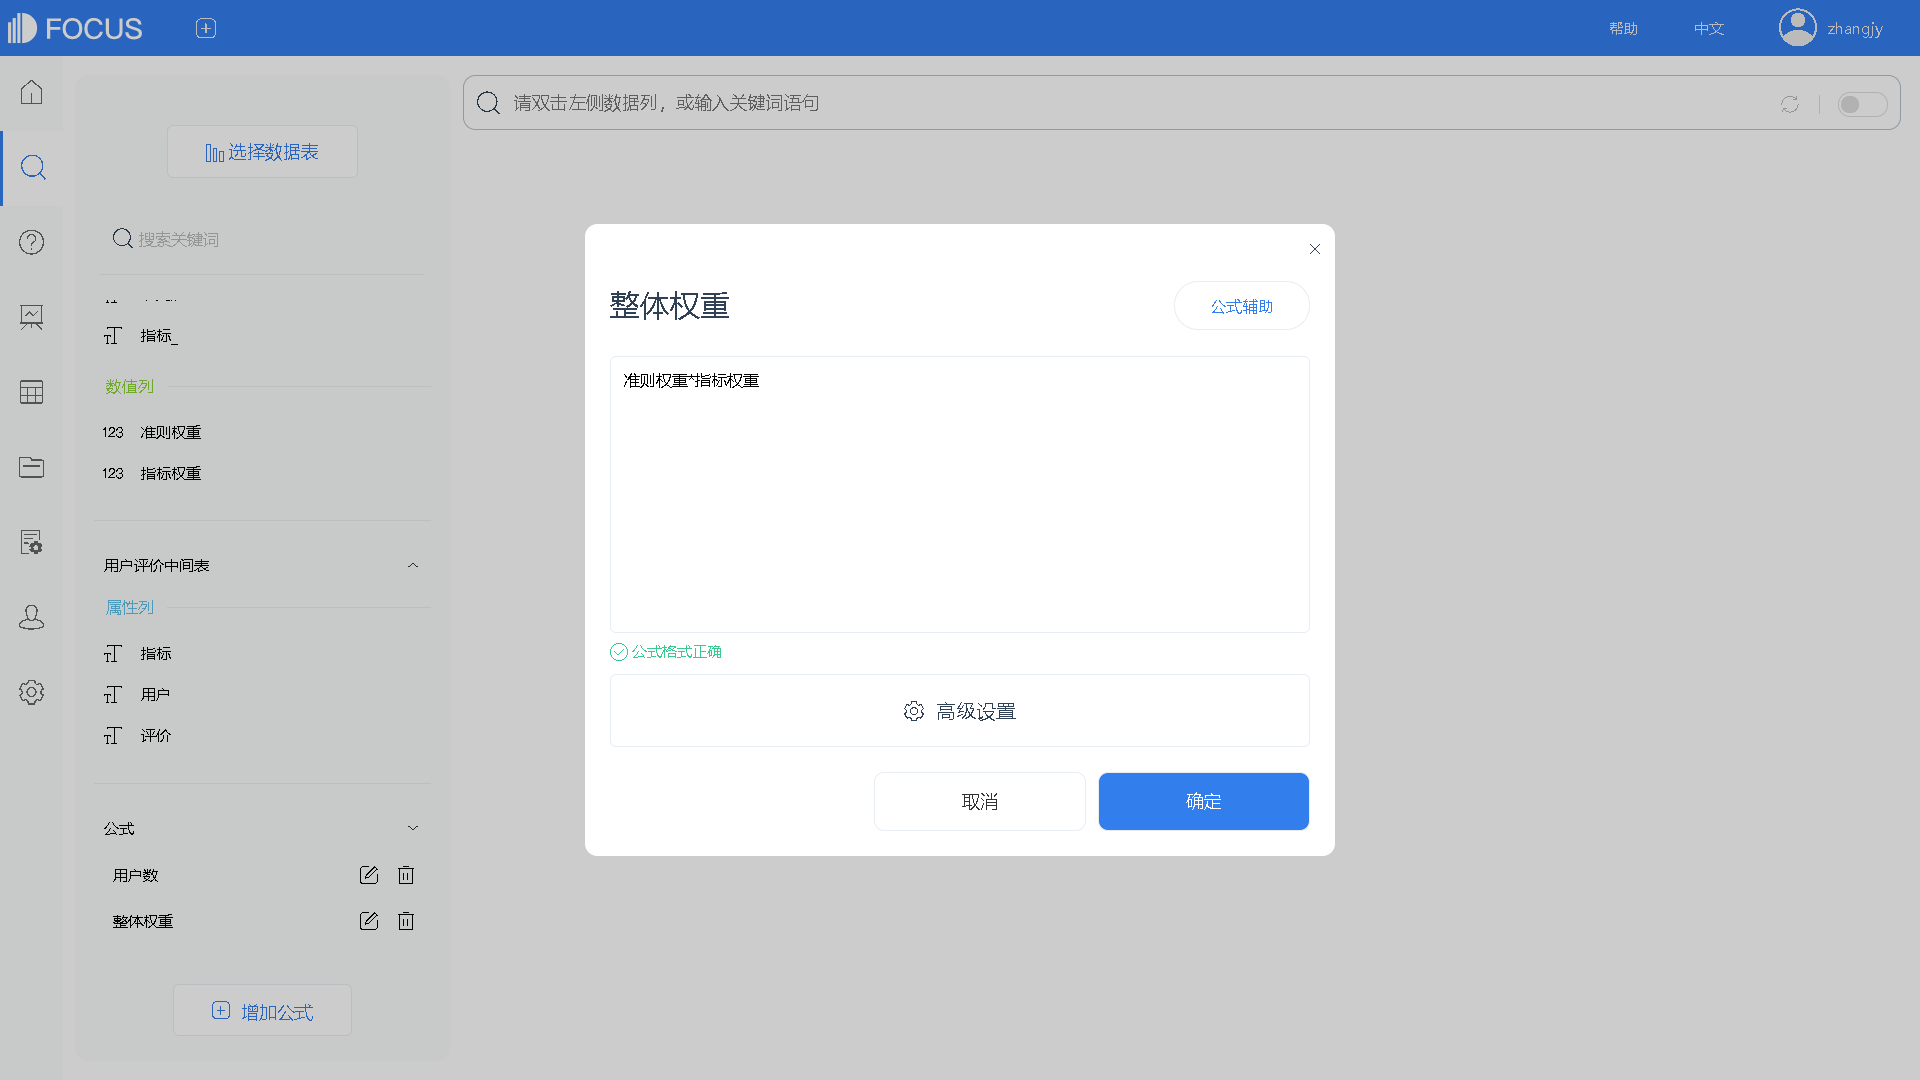 FOCUS
帮助
中文
zhangjy
选择数据表
请双击左侧数据列，或输入关键词语句
搜索关键词
指标_
数值列
123 准则权重
123 指标权重
用户评价中间表
属性列
指标
用户
评价
公式
用户数
整体权重
增加公式
整体权重
公式辅助
准则权重*指标权重
公式格式正确
高级设置
取消
确定